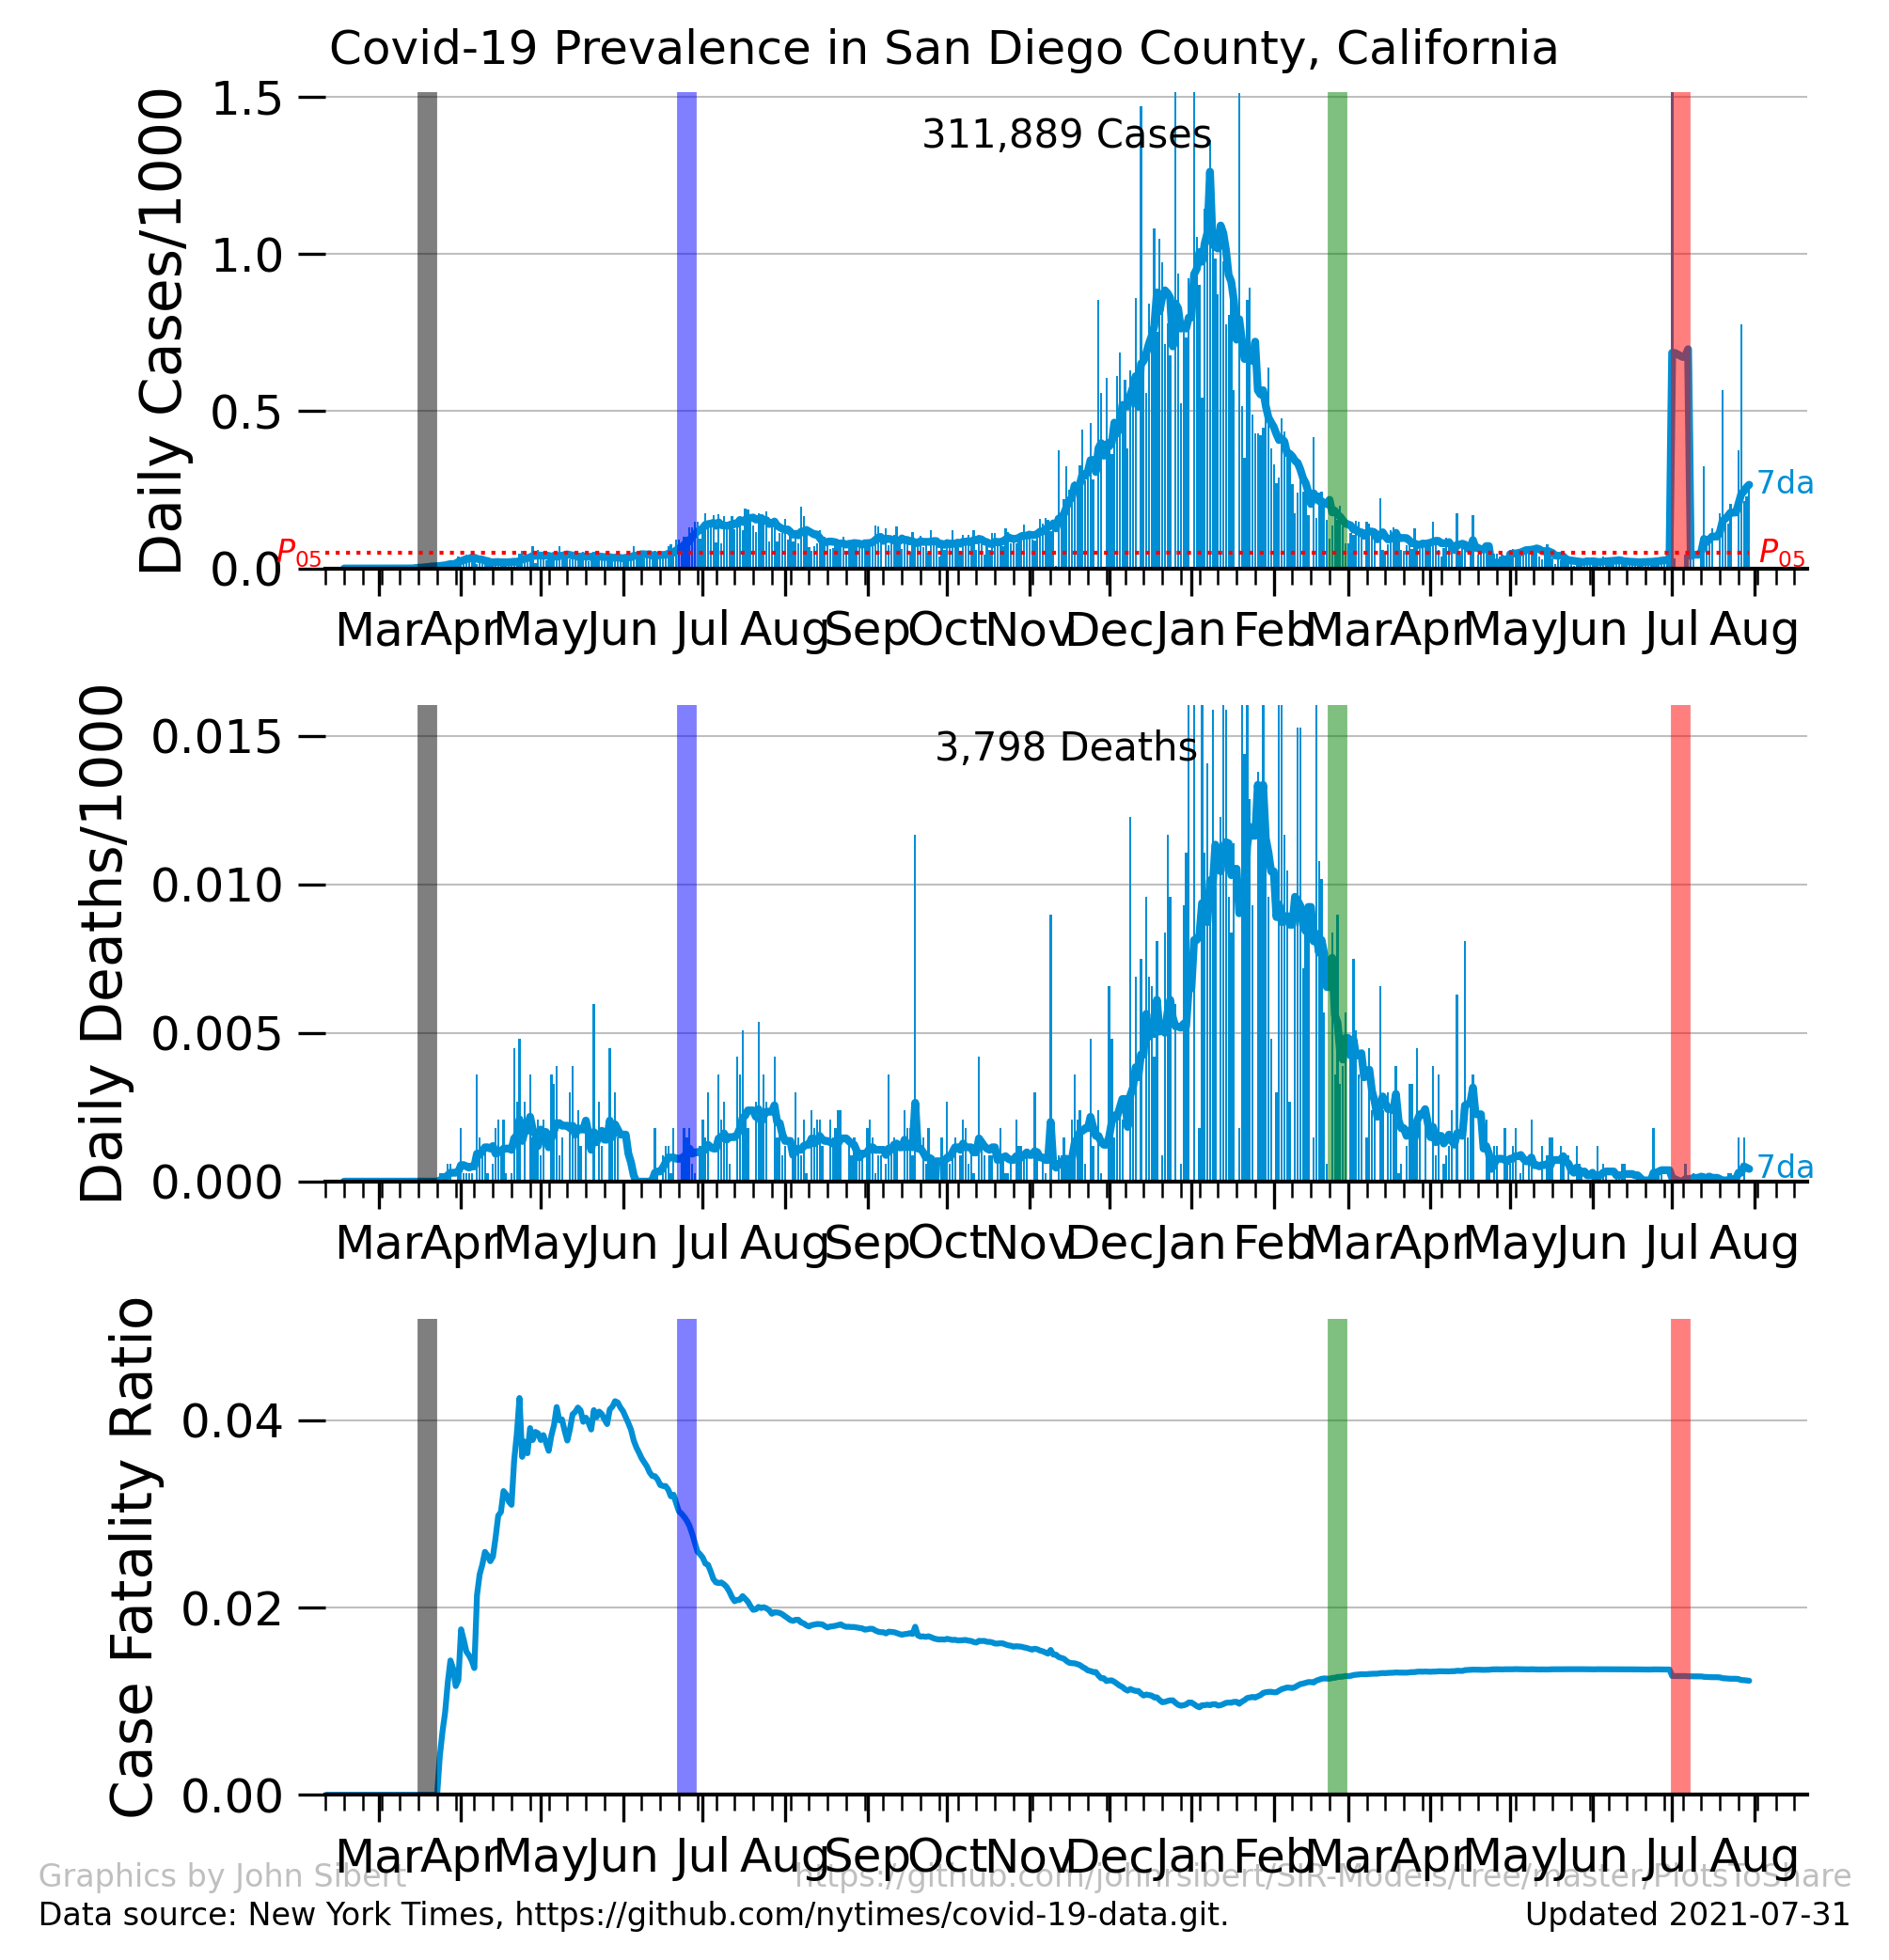 Covid-19 Prevalence in San Diego County, California
Daily Cases/1000
1.5
1.0
0.5
0.0
311,889 Cases
7da
P05
P05
Mar Apr May Jun Jul Aug Sep Oct Nov Dec Jan Feb Mar Apr May Jun Jul Aug
Daily Deaths/1000
0.015
0.010
0.005
0.000
3,798 Deaths
7da
Mar Apr May Jun Jul Aug Sep Oct Nov Dec Jan Feb Mar Apr May Jun Jul Aug
Case Fatality Ratio
0.04
0.02
0.00
Mar Apr May Jun Jul Aug Sep Oct Nov Dec Jan Feb Mar Apr May Jun Jul Aug
Graphics by John Sibert https://github.com/johnrsibert/SIR-Models/tree/master/PlotsToShare
Data source: New York Times, https://github.com/nytimes/covid-19-data.git. Updated 2021-07-31